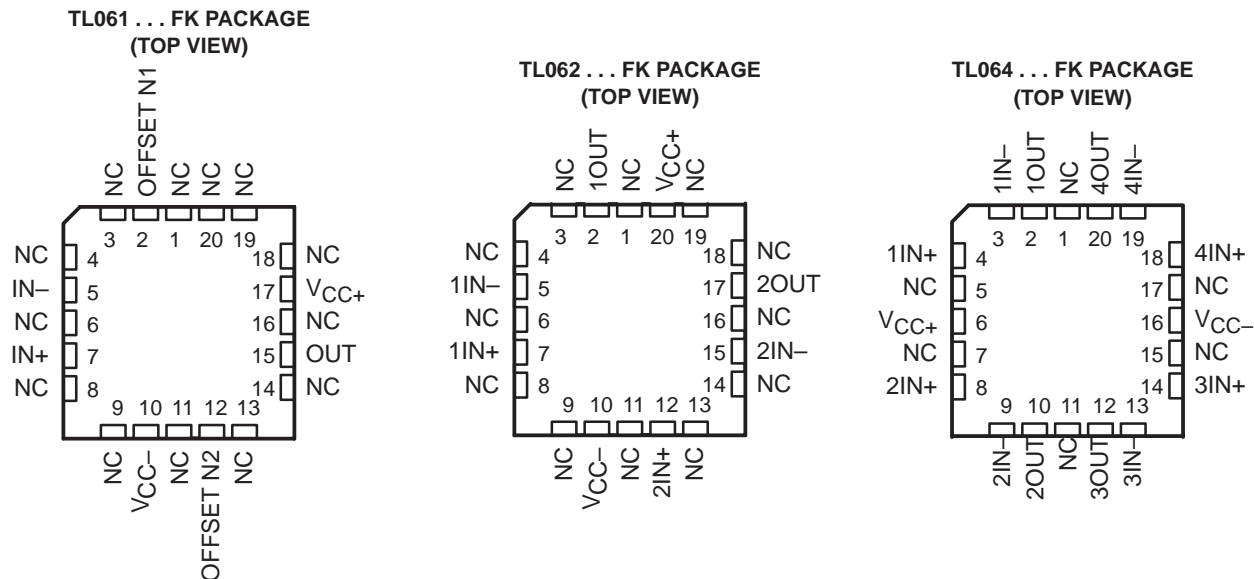 TL061 . . . FK PACKAGE
(TOP VIEW)
NC
OFFSET N1
NC
NC
NC
3
2
1
20
19
NC 4
IN– 5
NC 6
IN+ 7
NC 8
18 NC
17 VCC+
16 NC
15 OUT
14 NC
9
10
11
12
13
NC
VCC–
NC
OFFSET N2
NC
TL062 . . . FK PACKAGE
(TOP VIEW)
NC
1OUT
NC
VCC+
NC
3
2
1
20
19
NC 4
1IN– 5
NC 6
1IN+ 7
NC 8
18 NC
17 2OUT
16 NC
15 2IN–
14 NC
9
10
11
12
13
NC
VCC–
NC
2IN+
NC
TL064 . . . FK PACKAGE
(TOP VIEW)
1IN–
1OUT
NC
4OUT
4IN–
3
2
1
20
19
1IN+ 4
NC 5
VCC+ 6
NC 7
2IN+ 8
18 4IN+
17 NC
16 VCC–
15 NC
14 3IN+
9
10
11
12
13
2IN–
2OUT
NC
3OUT
3IN–